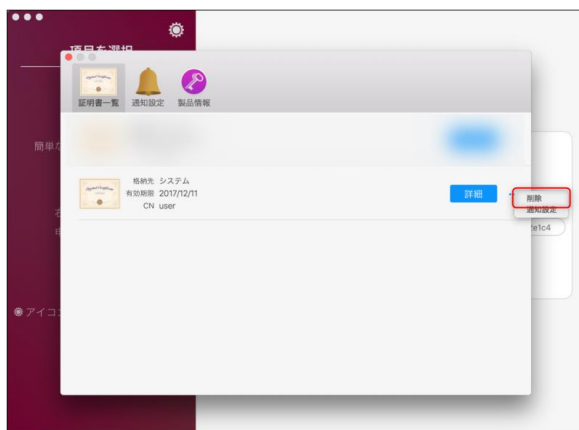 項目を選択
証明書一覧 通知設定 製品情報
簡単な
格納先 システム
有効期限 2017/12/11
CN user
詳細
削除
通知設定
e1c4
アイコ